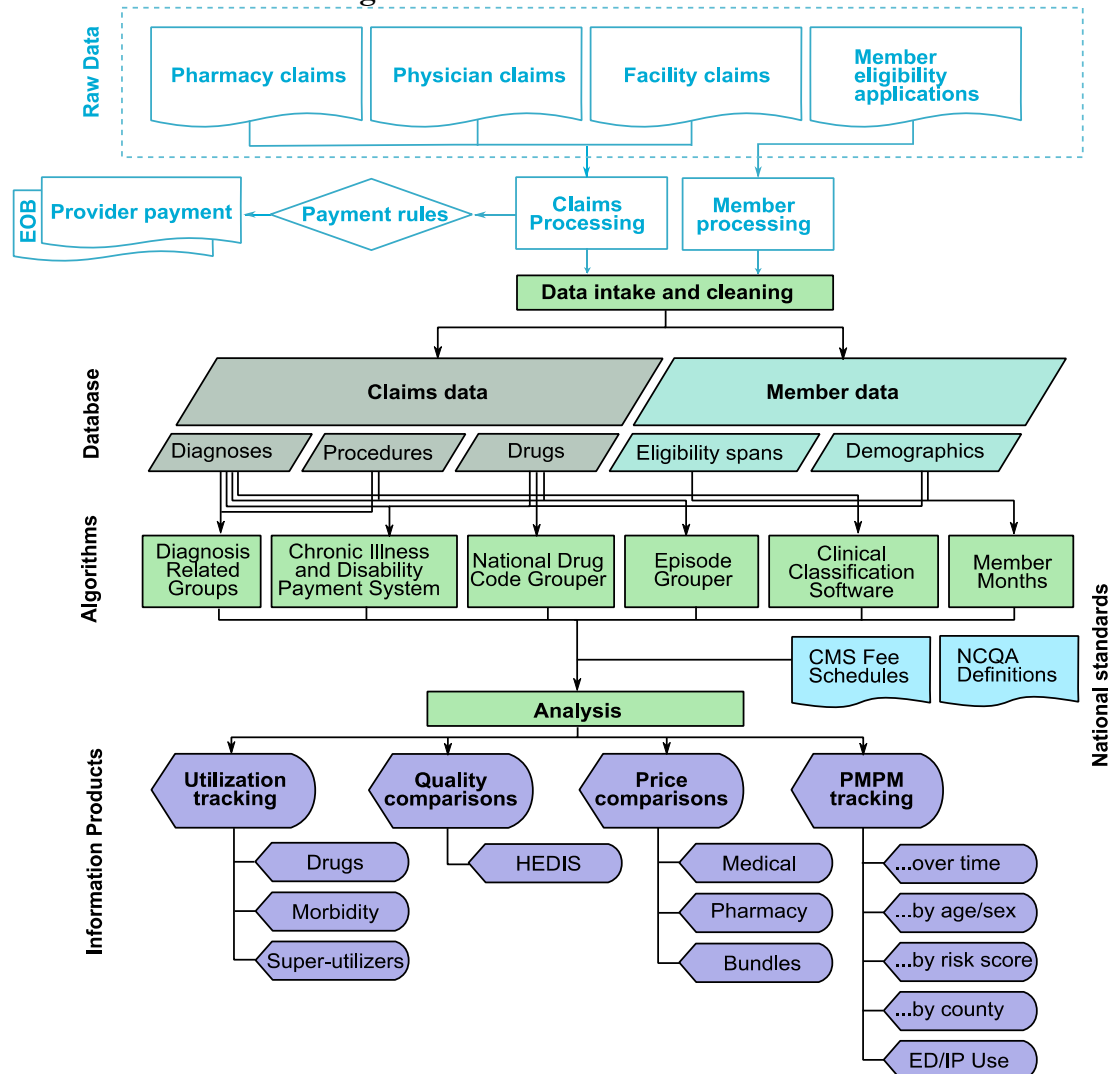 Raw Data
Pharmacy claims
Physician claims
Facility claims
Member
eligibility
applications
EOB
Provider payment
Payment rules
Claims
Processing
Member
processing
Data intake and cleaning
Database
Claims data
Member data
Diagnoses
Procedures
Drugs
Eligibility spans
Demographics
Algorithms
Diagnosis
Related
Groups
Chronic Illness
and Disability
Payment System
National Drug
Code Grouper
Episode
Grouper
Clinical
Classification
Software
Member
Months
National standards
CMS Fee
Schedules
NCQA
Definitions
Analysis
Information Products
Utilization
tracking
Quality
comparisons
Price
comparisons
PMPM
tracking
Drugs
Morbidity
Super-utilizers
HEDIS
Medical
Pharmacy
Bundles
...over time
...by age/sex
...by risk score
...by county
ED/IP Use